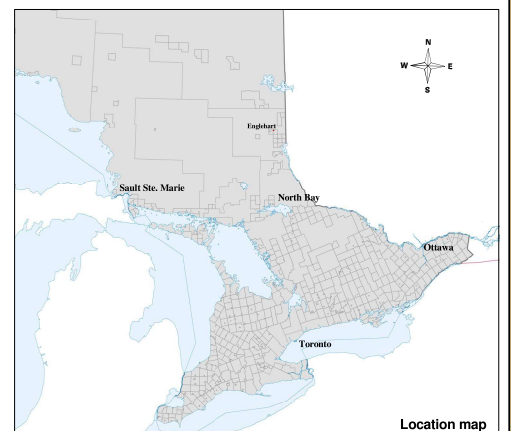 N
W E
S
Englehart
Sault Ste. Marie
North Bay
Ottawa
Toronto
Location map